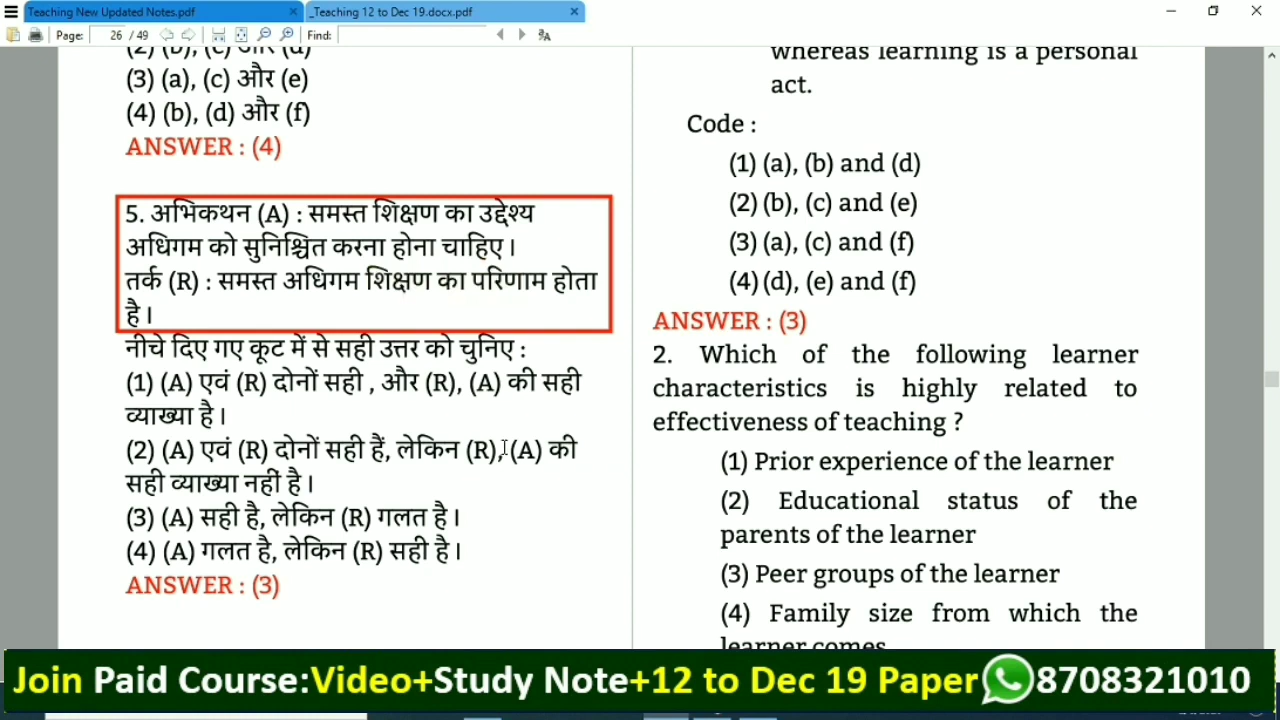 Teaching New Updated Notes.pdf
_Teaching 12 to Dec 19.docx.pdf
Page: 26 / 49 Find:
(2) (b), (c) और (d)
(3) (a), (c) और (e)
(4) (b), (d) और (f)
ANSWER : (4)
5. अभिकथन (A) : समस्त शिक्षण का उद्देश्य
अधिगम को सुनिश्चित करना होना चाहिए ।
तर्क (R) : समस्त अधिगम शिक्षण का परिणाम होता
है ।
नीचे दिए गए कूट में से सही उत्तर को चुनिए :
(1) (A) एवं (R) दोनों सही , और (R), (A) की सही
व्याख्या है ।
(2) (A) एवं (R) दोनों सही हैं, लेकिन (R), (A) की
सही व्याख्या नहीं है ।
(3) (A) सही है, लेकिन (R) गलत है ।
(4) (A) गलत है, लेकिन (R) सही है ।
ANSWER : (3)
whereas learning is a personal
act.
Code :
(1) (a), (b) and (d)
(2) (b), (c) and (e)
(3) (a), (c) and (f)
(4) (d), (e) and (f)
ANSWER : (3)
2. Which of the following learner
characteristics is highly related to
effectiveness of teaching ?
(1) Prior experience of the learner
(2) Educational status of the
parents of the learner
(3) Peer groups of the learner
(4) Family size from which the
learner comes
Join Paid Course:Video+Study Note+12 to Dec 19 Paper 8708321010